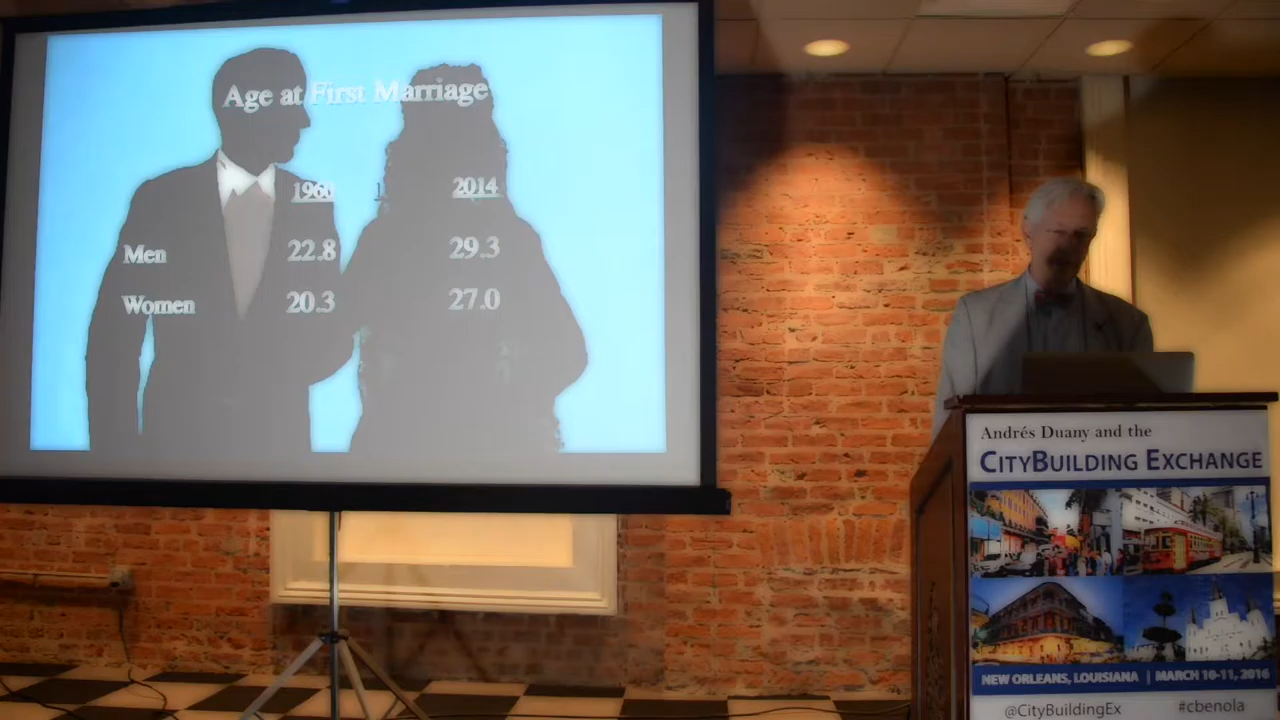 Age at First Marriage
1960 2014
Men 22.8 29.3
Women 20.3 27.0
Andrés Duany and the
CITYBUILDING EXCHANGE
NEW ORLEANS, LOUISIANA | MARCH 10-11, 2016
@CityBuildingEx #cbenola